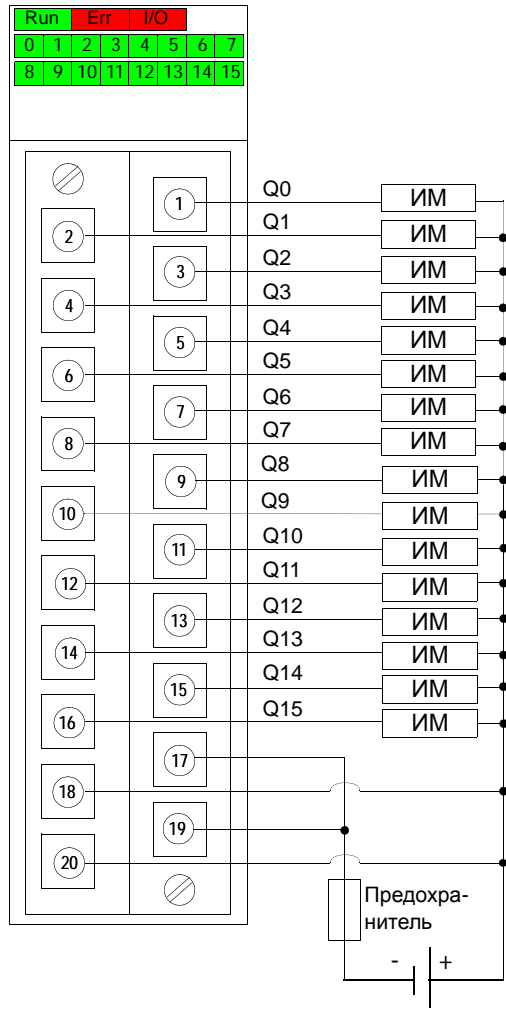 Run Err I/O
0 1 2 3 4 5 6 7
8 9 10 11 12 13 14 15
1 Q0 ИМ
2 Q1 ИМ
3 Q2 ИМ
4 Q3 ИМ
5 Q4 ИМ
6 Q5 ИМ
7 Q6 ИМ
8 Q7 ИМ
9 Q8 ИМ
10 Q9 ИМ
11 Q10 ИМ
12 Q11 ИМ
13 Q12 ИМ
14 Q13 ИМ
15 Q14 ИМ
16 Q15 ИМ
17
18
19
20
Предохра-
нитель
- +